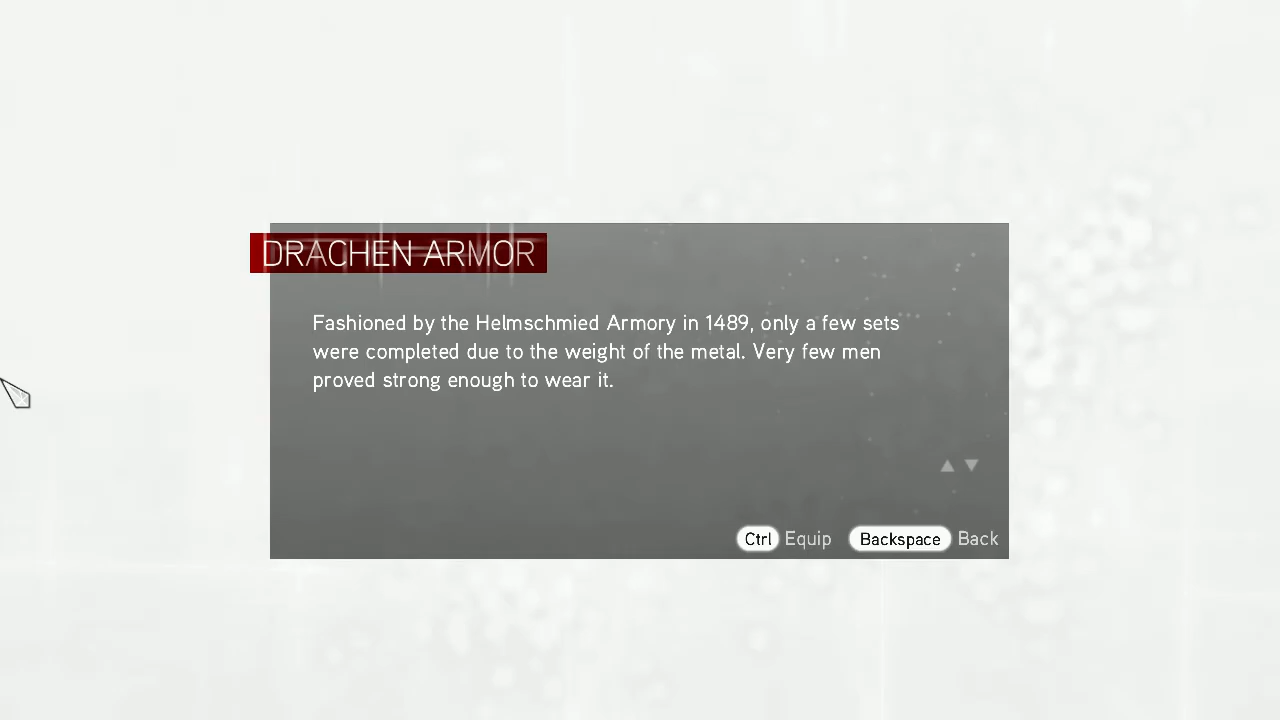 DRACHEN ARMOR
Fashioned by the Helmschmied Armory in 1489, only a few sets
were completed due to the weight of the metal. Very few men
proved strong enough to wear it.
Ctrl Equip Backspace Back